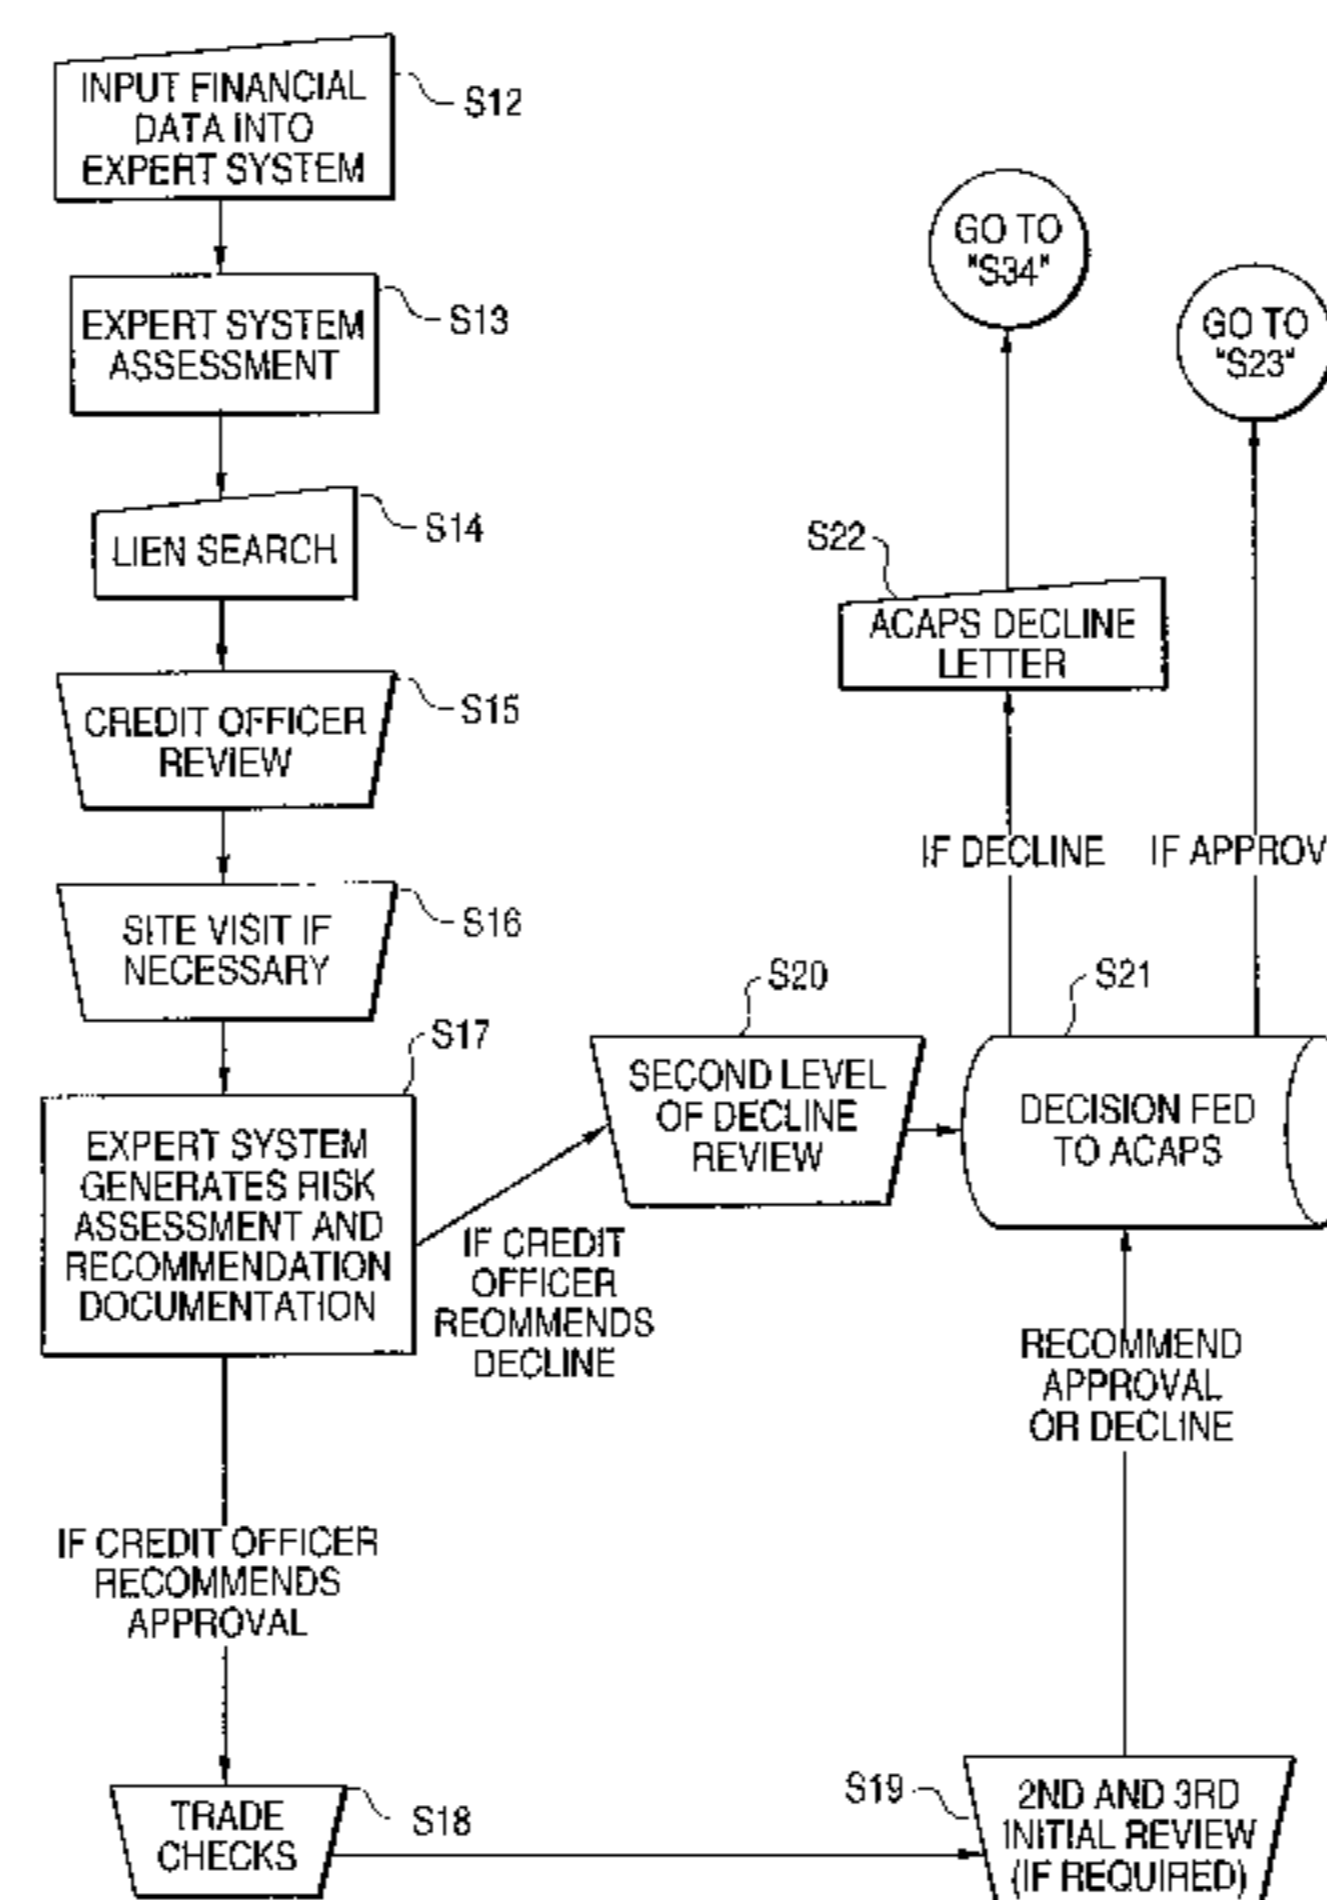 INPUT FINANCIAL
DATA INTO
EXPERT SYSTEM
S12
EXPERT SYSTEM
ASSESSMENT
S13
LIEN SEARCH
S14
CREDIT OFFICER
REVIEW
S15
SITE VISIT IF
NECESSARY
S16
EXPERT SYSTEM
GENERATES RISK
ASSESSMENT AND
RECOMMENDATION
DOCUMENTATION
S17
IF CREDIT
OFFICER
REOMMENDS
DECLINE
IF CREDIT OFFICER
RECOMMENDS
APPROVAL
TRADE
CHECKS
S18
S19
2ND AND 3RD
INITIAL REVIEW
(IF REQUIRED)
RECOMMEND
APPROVAL
OR DECLINE
S20
SECOND LEVEL
OF DECLINE
REVIEW
S21
DECISION FED
TO ACAPS
IF DECLINE
IF APPROV
S22
ACAPS DECLINE
LETTER
GO TO
"S34"
GO TO
"S23"